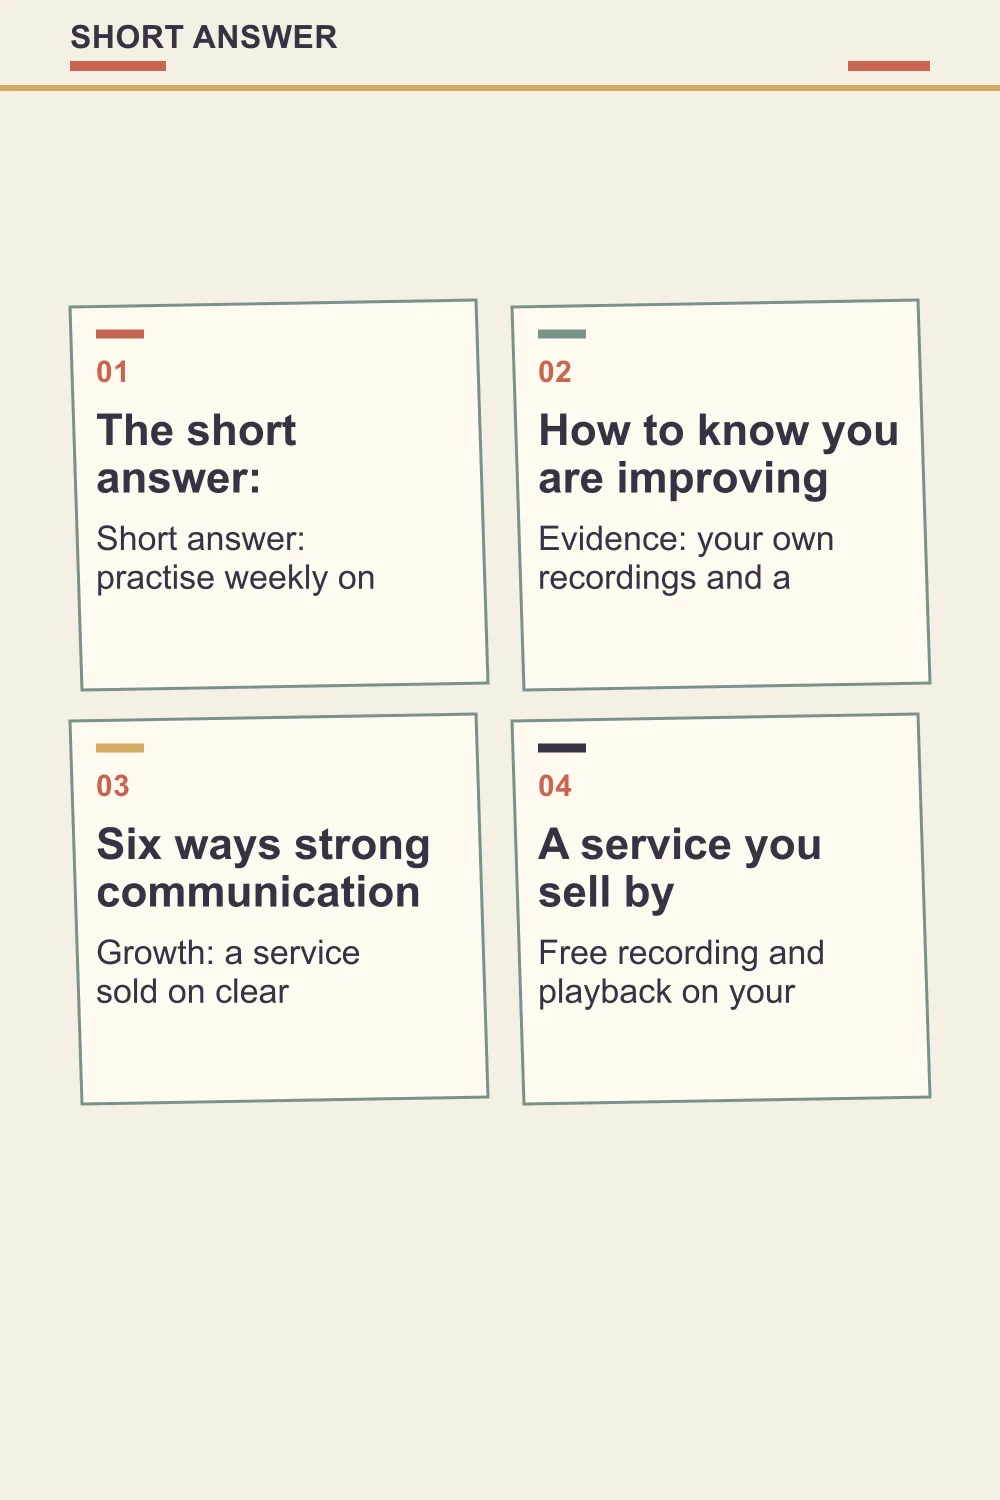 SHORT ANSWER
01
The short
answer:
Short answer:
practise weekly on
02
How to know you
are improving
Evidence: your own
recordings and a
03
Six ways strong
communication
Growth: a service
sold on clear
04
A service you
sell by
Free recording and
playback on your